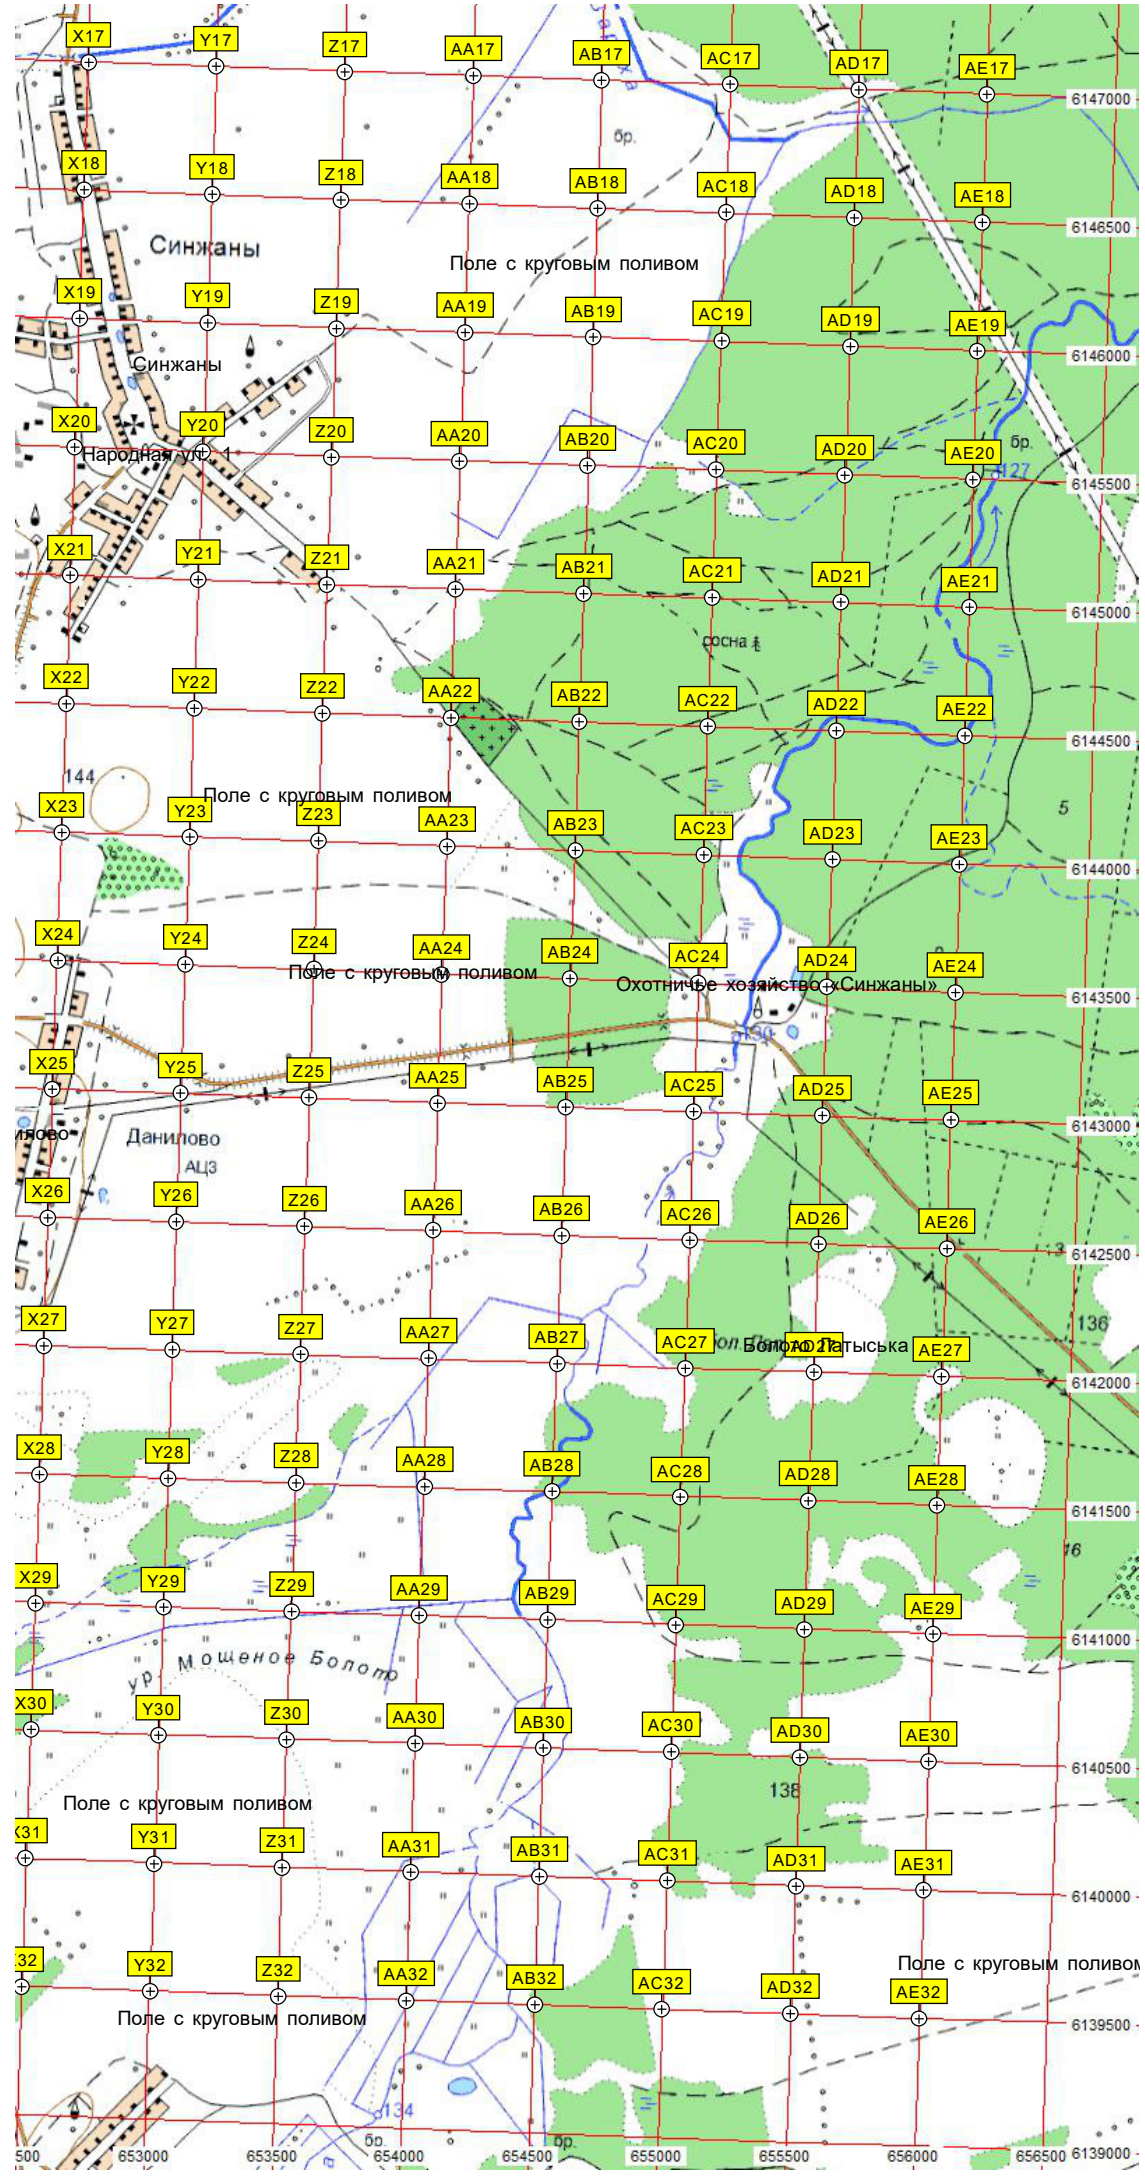 X17 Y17 Z17 AA17 AB17 AC17 AD17 AE17
6147000
бр.
X18 Y18 Z18 AA18 AB18 AC18 AD18 AE18
6146500
Синжаны
Поле с круговым поливом
X19 Y19 Z19 AA19 AB19 AC19 AD19 AE19
6146000
Синжаны
X20 Y20 Z20 AA20 AB20 AC20 AD20 AE20
бр.
Народная ул., 1
127
6145500
X21 Y21 Z21 AA21 AB21 AC21 AD21 AE21
6145000
сосна
X22 Y22 Z22 AA22 AB22 AC22 AD22 AE22
6144500
144
Поле с круговым поливом
5
X23 Y23 Z23 AA23 AB23 AC23 AD23 AE23
6144000
X24 Y24 Z24 AA24 AB24 AC24 AD24 AE24
Поле с круговым поливом
Охотничье хозяйство «Синжаны»
6143500
130
X25 Y25 Z25 AA25 AB25 AC25 AD25 AE25
6143000
илово
Данилово
АЦЗ
X26 Y26 Z26 AA26 AB26 AC26 AD26 AE26
6142500
136
X27 Y27 Z27 AA27 AB27 AC27 AD27 AE27
Болото Латыська
6142000
X28 Y28 Z28 AA28 AB28 AC28 AD28 AE28
6141500
16
X29 Y29 Z29 AA29 AB29 AC29 AD29 AE29
6141000
ур. Мощеное Болото
X30 Y30 Z30 AA30 AB30 AC30 AD30 AE30
6140500
138
Поле с круговым поливом
X31 Y31 Z31 AA31 AB31 AC31 AD31 AE31
6140000
Поле с круговым поливом
32 Y32 Z32 AA32 AB32 AC32 AD32 AE32
Поле с круговым поливом
6139500
134
бр.
бр.
500 653000 653500 654000 654500 655000 655500 656000 656500 6139000